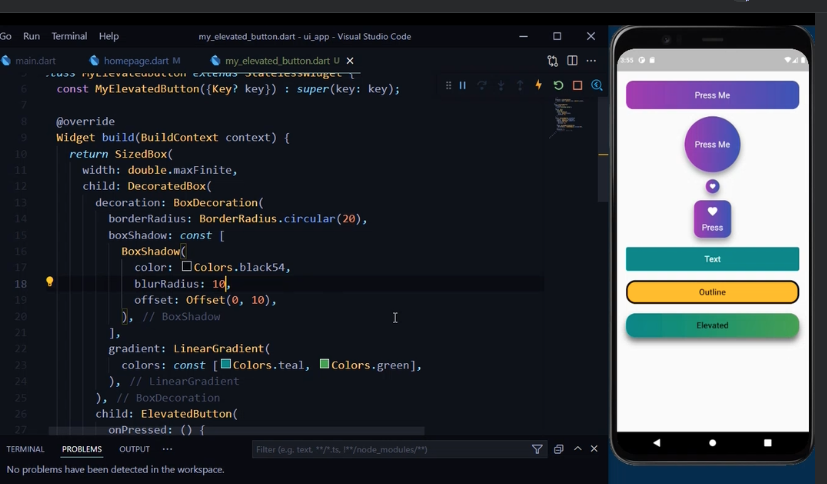 Go Run Terminal Help
my_elevated_button.dart - ui_app - Visual Studio Code
main.dart
homepage.dart M
my_elevated_button.dart U
class MyElevatedButton extends StatelessWidget {
6 const MyElevatedButton({Key? key}) : super(key: key);
7
8 @override
9 Widget build(BuildContext context) {
10 return SizedBox(
11 width: double.maxFinite,
12 child: DecoratedBox(
13 decoration: BoxDecoration(
14 borderRadius: BorderRadius.circular(20),
15 boxShadow: const [
16 BoxShadow(
17 color: Colors.black54,
18 blurRadius: 10,
19 offset: Offset(0, 10),
20 ), // BoxShadow
21 ],
22 gradient: LinearGradient(
23 colors: const [Colors.teal, Colors.green],
24 ), // LinearGradient
25 ), // BoxDecoration
26 child: ElevatedButton(
27 onPressed: () {
TERMINAL PROBLEMS OUTPUT ···
Filter (e.g. text, **/*.ts, !**/node_modules/**)
No problems have been detected in the workspace.
Press Me
Press Me
Press
Text
Outline
Elevated